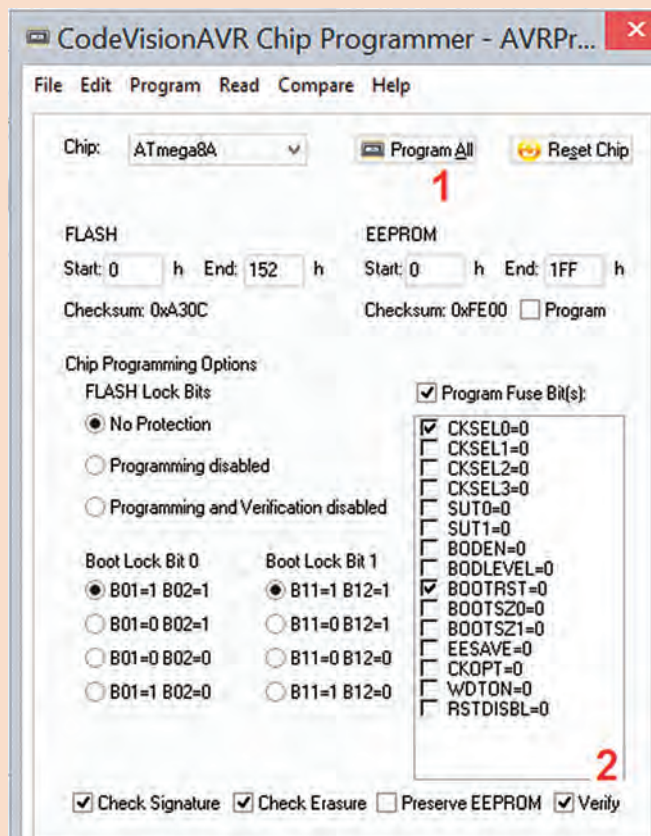 CodeVisionAVR Chip Programmer - AVRPr...
File Edit Program Read Compare Help
Chip: ATmega8A Program All Reset Chip
1
FLASH EEPROM
Start: 0 h End: 152 h Start: 0 h End: 1FF h
Checksum: 0xA30C Checksum: 0xFE00 Program
Chip Programming Options
FLASH Lock Bits Program Fuse Bit(s):
No Protection
Programming disabled
Programming and Verification disabled
CKSEL0=0
CKSEL1=0
CKSEL2=0
CKSEL3=0
SUT0=0
SUT1=0
BODEN=0
BODLEVEL=0
BOOTRST=0
BOOTSZ0=0
BOOTSZ1=0
EESAVE=0
CKOPT=0
WDTON=0
RSTDISBL=0
Boot Lock Bit 0 Boot Lock Bit 1
B01=1 B02=1 B11=1 B12=1
B01=0 B02=1 B11=0 B12=1
B01=0 B02=0 B11=0 B12=0
B01=1 B02=0 B11=1 B12=0
2
Check Signature Check Erasure Preserve EEPROM Verify